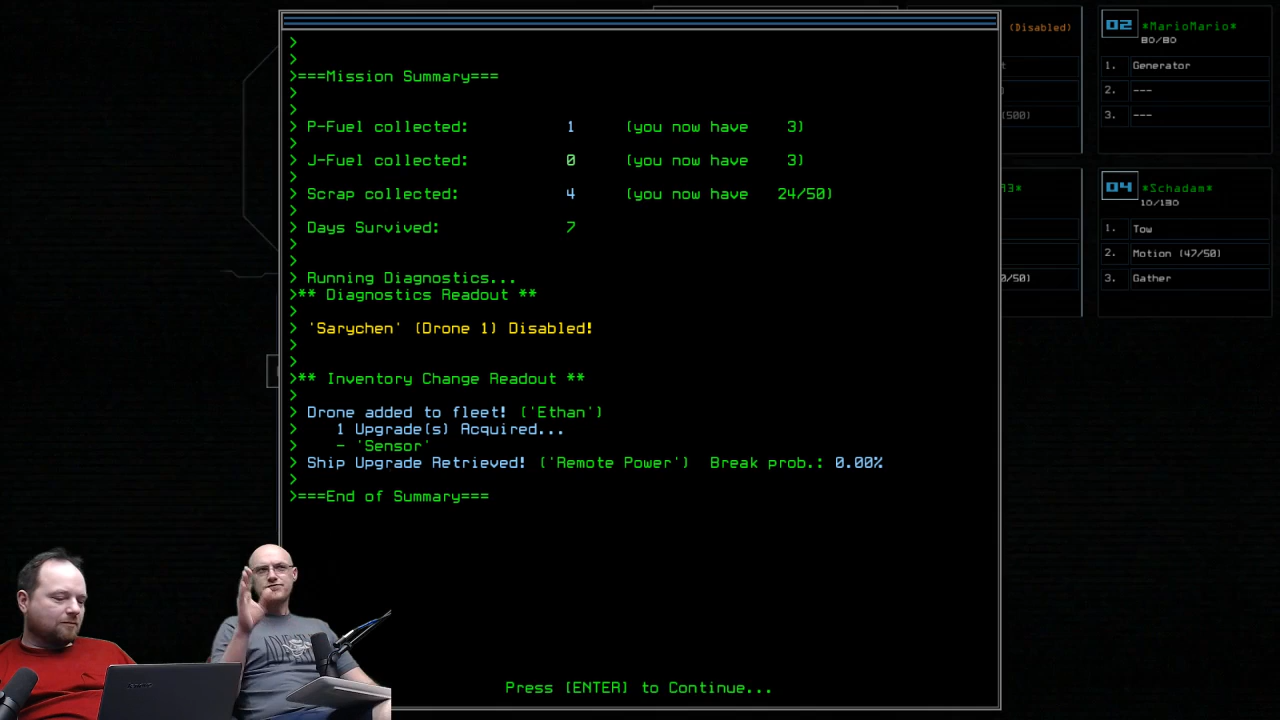 >
>
>===Mission Summary===
>
>
> P-Fuel collected: 1 (you now have 3)
>
> J-Fuel collected: 0 (you now have 3)
>
> Scrap collected: 4 (you now have 24/50)
>
> Days Survived: 7
>
>
> Running Diagnostics...
>** Diagnostics Readout **
>
> 'Sarychen' (Drone 1) Disabled!
>
>
>** Inventory Change Readout **
>
> Drone added to fleet! ('Ethan')
> 1 Upgrade(s) Acquired...
> - 'Sensor'
> Ship Upgrade Retrieved! ('Remote Power') Break prob.: 0.00%
>
>===End of Summary===
Press [ENTER] to Continue...
(Disabled)
500)
02 *MarioMario*
80/80
1. Generator
2. ---
3. ---
0/50)
04 *Schadam*
10/130
1. Tow
2. Motion (47/50)
3. Gather